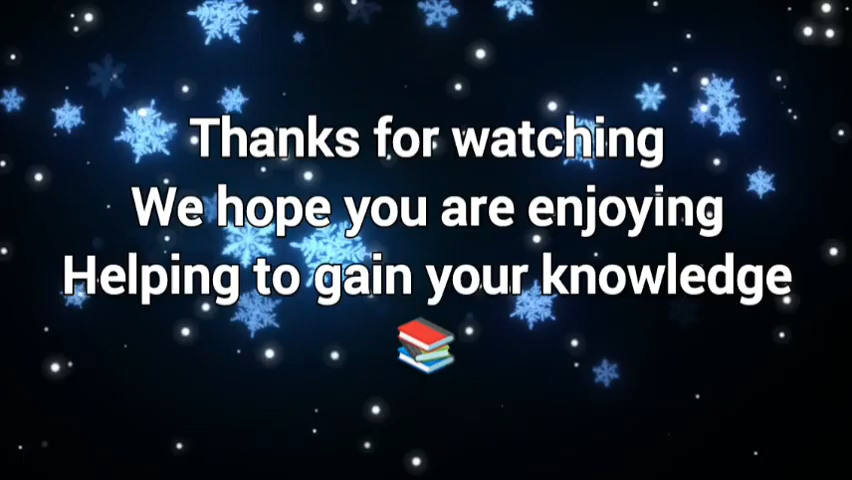 Thanks for watching
We hope you are enjoying
Helping to gain your knowledge
📚